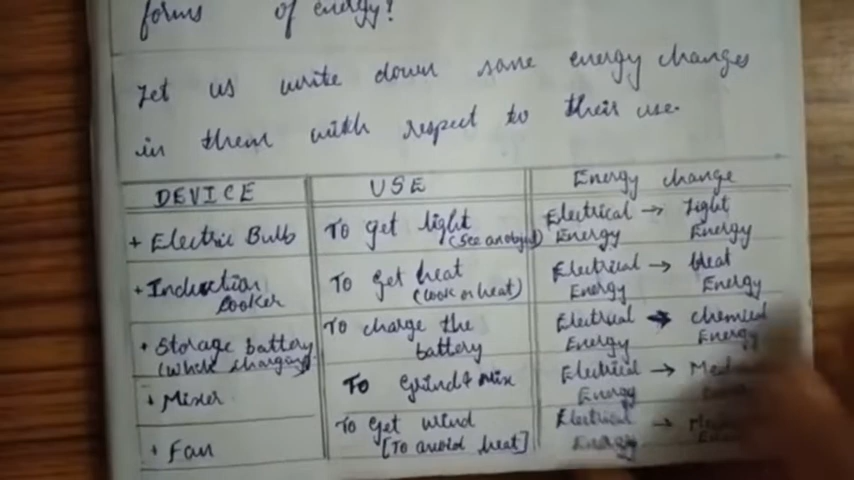 forms of energy?
Let us write down some energy changes
in them with respect to their use.
DEVICE USE Energy change
+ Electric Bulb To get light (See an object) Electrical Energy → Light Energy
+ Induction Cooker To get heat (Cook or heat) Electrical Energy → Heat Energy
+ Storage battery (While charging) To charge the battery Electrical Energy → chemical Energy
+ Mixer To Grind & Mix Electrical Energy →
+ Fan To get wind [To avoid heat] Electrical Energy →